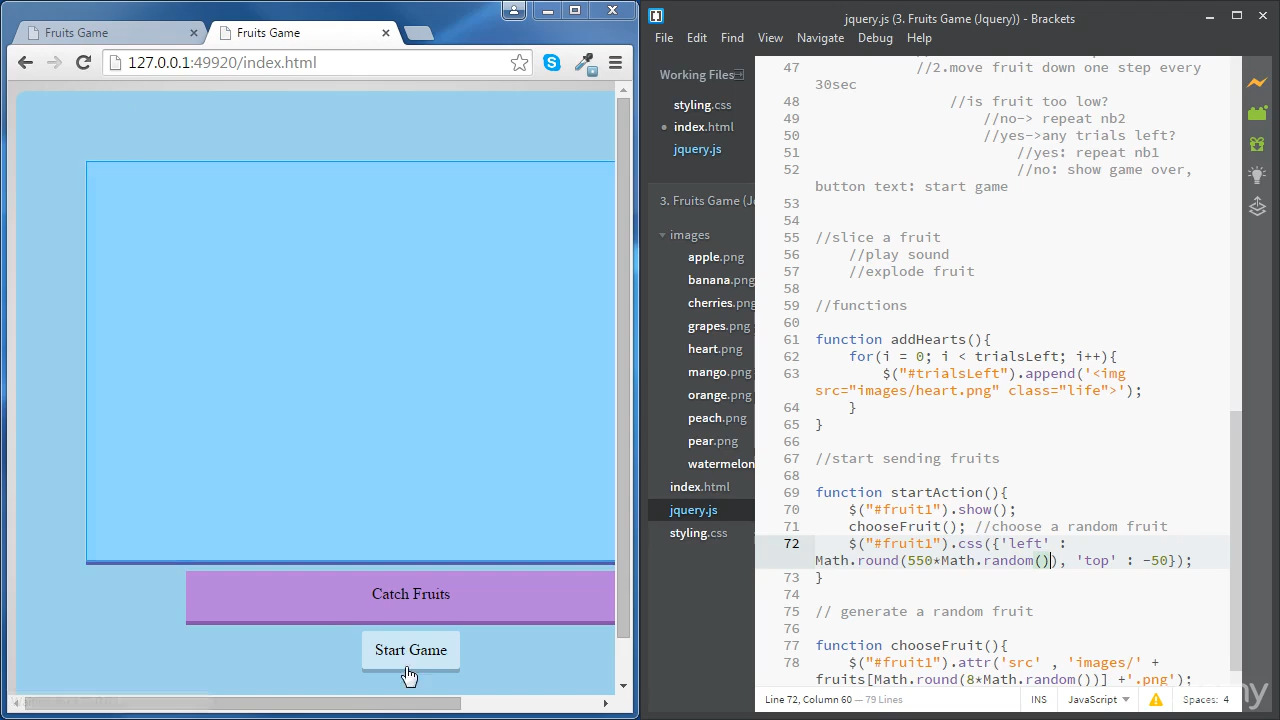 Fruits Game
Fruits Game
127.0.0.1:49920/index.html
Catch Fruits
Start Game
jquery.js (3. Fruits Game (Jquery)) - Brackets
File Edit Find View Navigate Debug Help
Working Files
styling.css
index.html
jquery.js
3. Fruits Game (J
images
apple.png
banana.png
cherries.png
grapes.png
heart.png
mango.png
orange.png
peach.png
pear.png
watermelon
index.html
jquery.js
styling.css
47 //2.move fruit down one step every
30sec
48 //is fruit too low?
49 //no-> repeat nb2
50 //yes->any trials left?
51 //yes: repeat nb1
52 //no: show game over,
button text: start game
53
54
55 //slice a fruit
56 //play sound
57 //explode fruit
58
59 //functions
60
61 function addHearts(){
62 for(i = 0; i < trialsLeft; i++){
63 $("#trialsLeft").append('<img
src="images/heart.png" class="life">');
64 }
65 }
66
67 //start sending fruits
68
69 function startAction(){
70 $("#fruit1").show();
71 chooseFruit(); //choose a random fruit
72 $("#fruit1").css({'left' :
Math.round(550*Math.random()), 'top' : -50});
73 }
74
75 // generate a random fruit
76
77 function chooseFruit(){
78 $("#fruit1").attr('src' , 'images/' +
fruits[Math.round(8*Math.random())] +'.png');
Line 72, Column 60 — 79 Lines INS JavaScript Spaces: 4